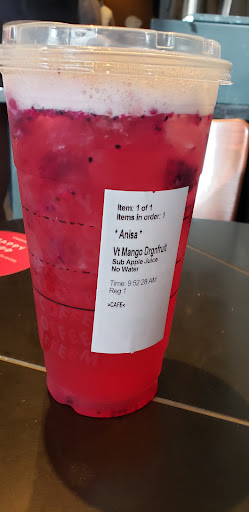 Item: 1 of 1
Items in order: 1
* Anisa *
Vt Mango Drgnfruit
Sub Apple Juice
No Water
Time: 9:52:28 AM
Reg 1
>CAFE<